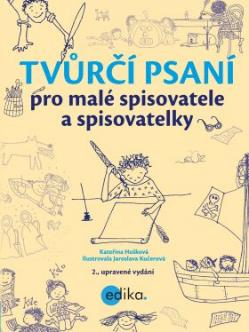 TVŮRČÍ PSANÍ
pro malé spisovatele
a spisovatelky
Kateřina Hošková
Ilustrovala Jaroslava Kučerová
2., upravené vydání
edika.